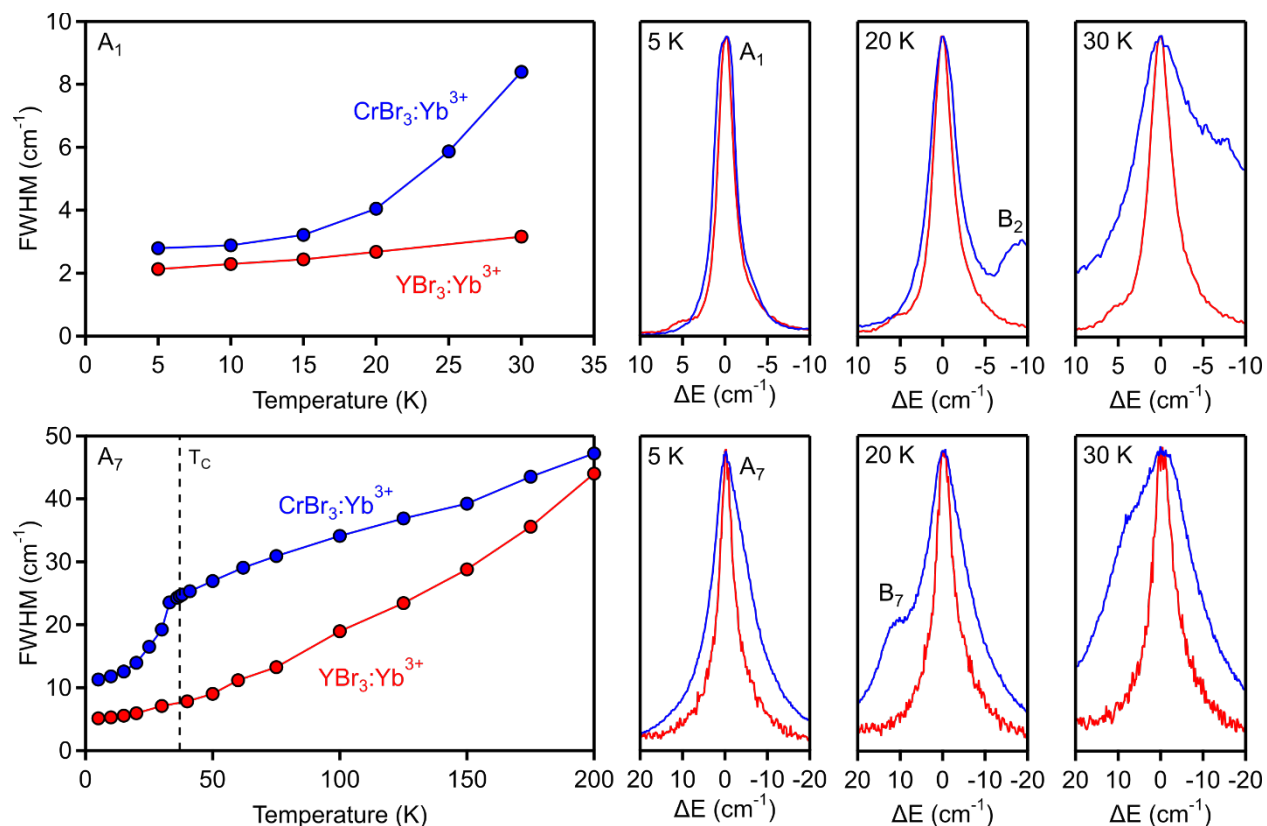 A₁
CrBr₃:Yb³⁺
YBr₃:Yb³⁺
FWHM (cm⁻¹)
10
8
6
4
2
0
0 5 10 15 20 25 30 35
Temperature (K)
5 K
A₁
10 5 0 -5 -10
ΔE (cm⁻¹)
20 K
B₂
10 5 0 -5 -10
ΔE (cm⁻¹)
30 K
10 5 0 -5 -10
ΔE (cm⁻¹)
A₇
T_C
CrBr₃:Yb³⁺
YBr₃:Yb³⁺
FWHM (cm⁻¹)
50
40
30
20
10
0
50 100 150 200
Temperature (K)
5 K
A₇
20 10 0 -10 -20
ΔE (cm⁻¹)
20 K
B₇
20 10 0 -10 -20
ΔE (cm⁻¹)
30 K
20 10 0 -10 -20
ΔE (cm⁻¹)